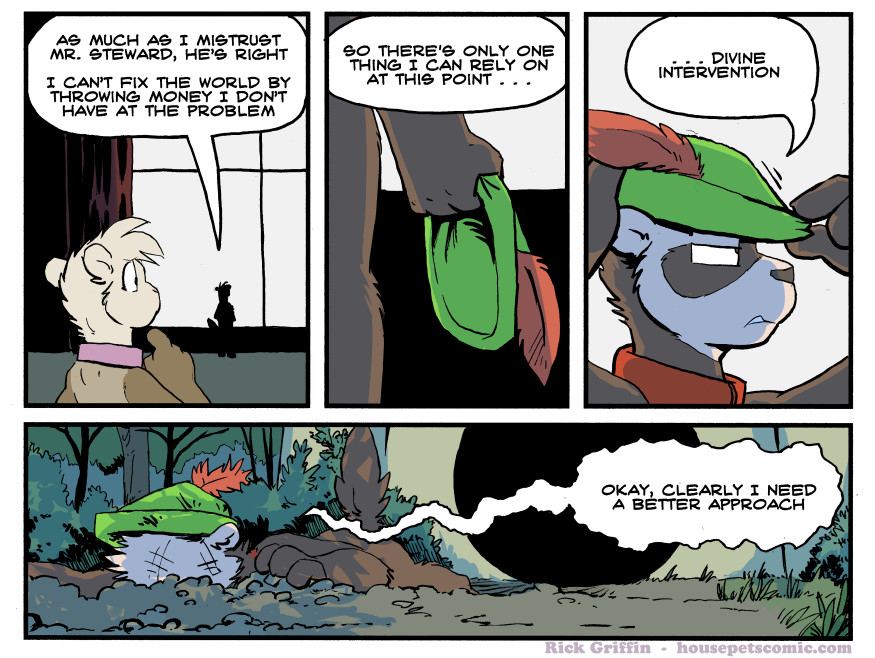 AS MUCH AS I MISTRUST
MR. STEWARD, HE'S RIGHT
I CAN'T FIX THE WORLD BY
THROWING MONEY I DON'T
HAVE AT THE PROBLEM
SO THERE'S ONLY ONE
THING I CAN RELY ON
AT THIS POINT . . .
. . . DIVINE
INTERVENTION
OKAY, CLEARLY I NEED
A BETTER APPROACH
Rick Griffin - housepetscomic.com